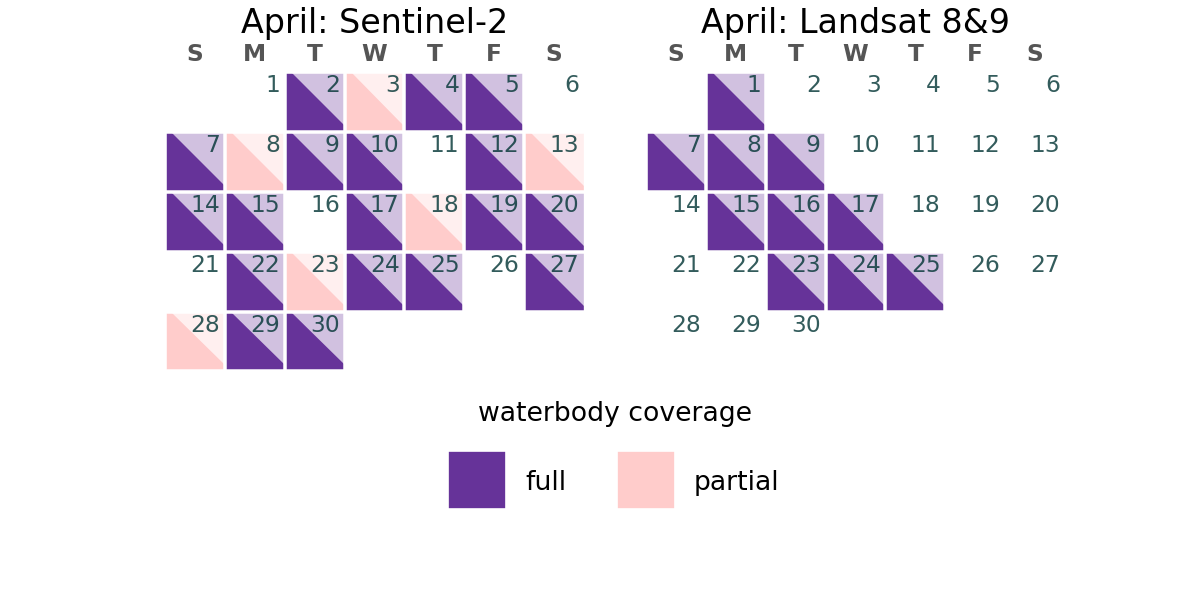 April: Sentinel-2
S M T W T F S
1 2 3 4 5 6
7 8 9 10 11 12 13
14 15 16 17 18 19 20
21 22 23 24 25 26 27
28 29 30
April: Landsat 8&9
S M T W T F S
1 2 3 4 5 6
7 8 9 10 11 12 13
14 15 16 17 18 19 20
21 22 23 24 25 26 27
28 29 30
waterbody coverage
full partial